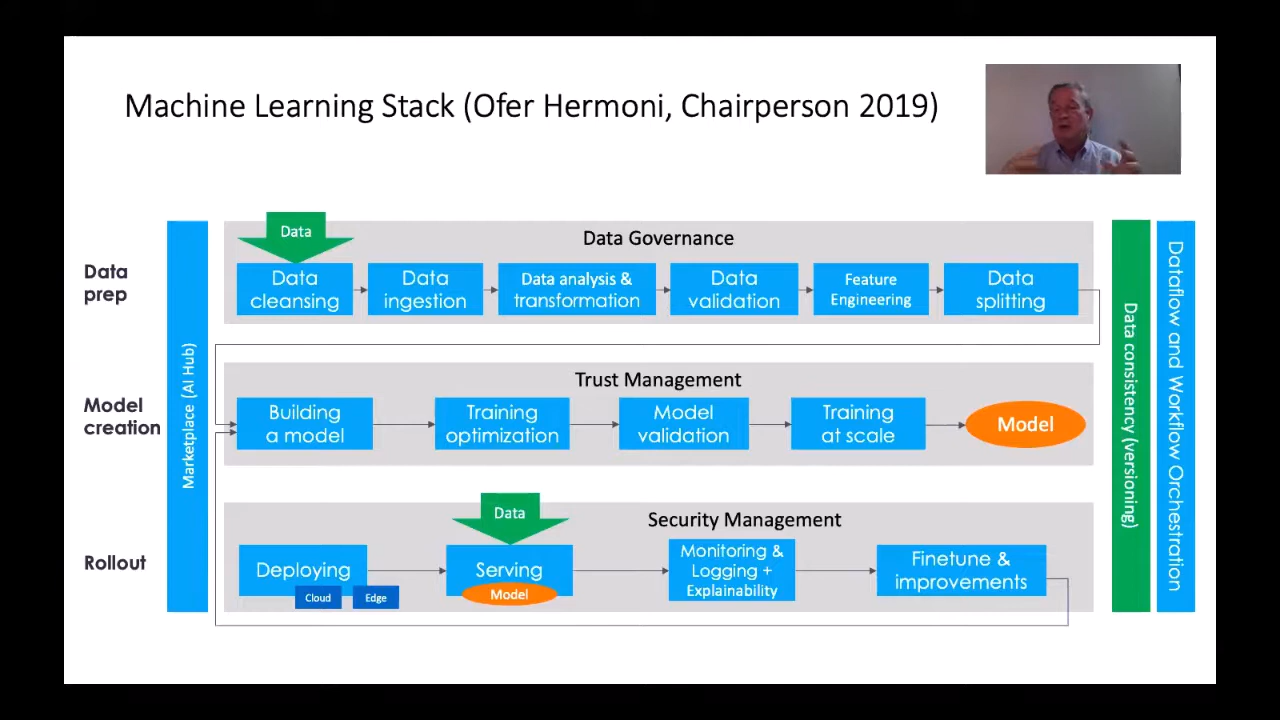 Machine Learning Stack (Ofer Hermoni, Chairperson 2019)
Data
prep
Data
Data Governance
Data
cleansing
Data
ingestion
Data analysis &
transformation
Data
validation
Feature
Engineering
Data
splitting
Marketplace (AI Hub)
Model
creation
Trust Management
Building
a model
Training
optimization
Model
validation
Training
at scale
Model
Rollout
Data
Security Management
Deploying
Cloud
Edge
Serving
Model
Monitoring &
Logging +
Explainability
Finetune &
improvements
Data consistency (versioning)
Dataflow and Workflow Orchestration